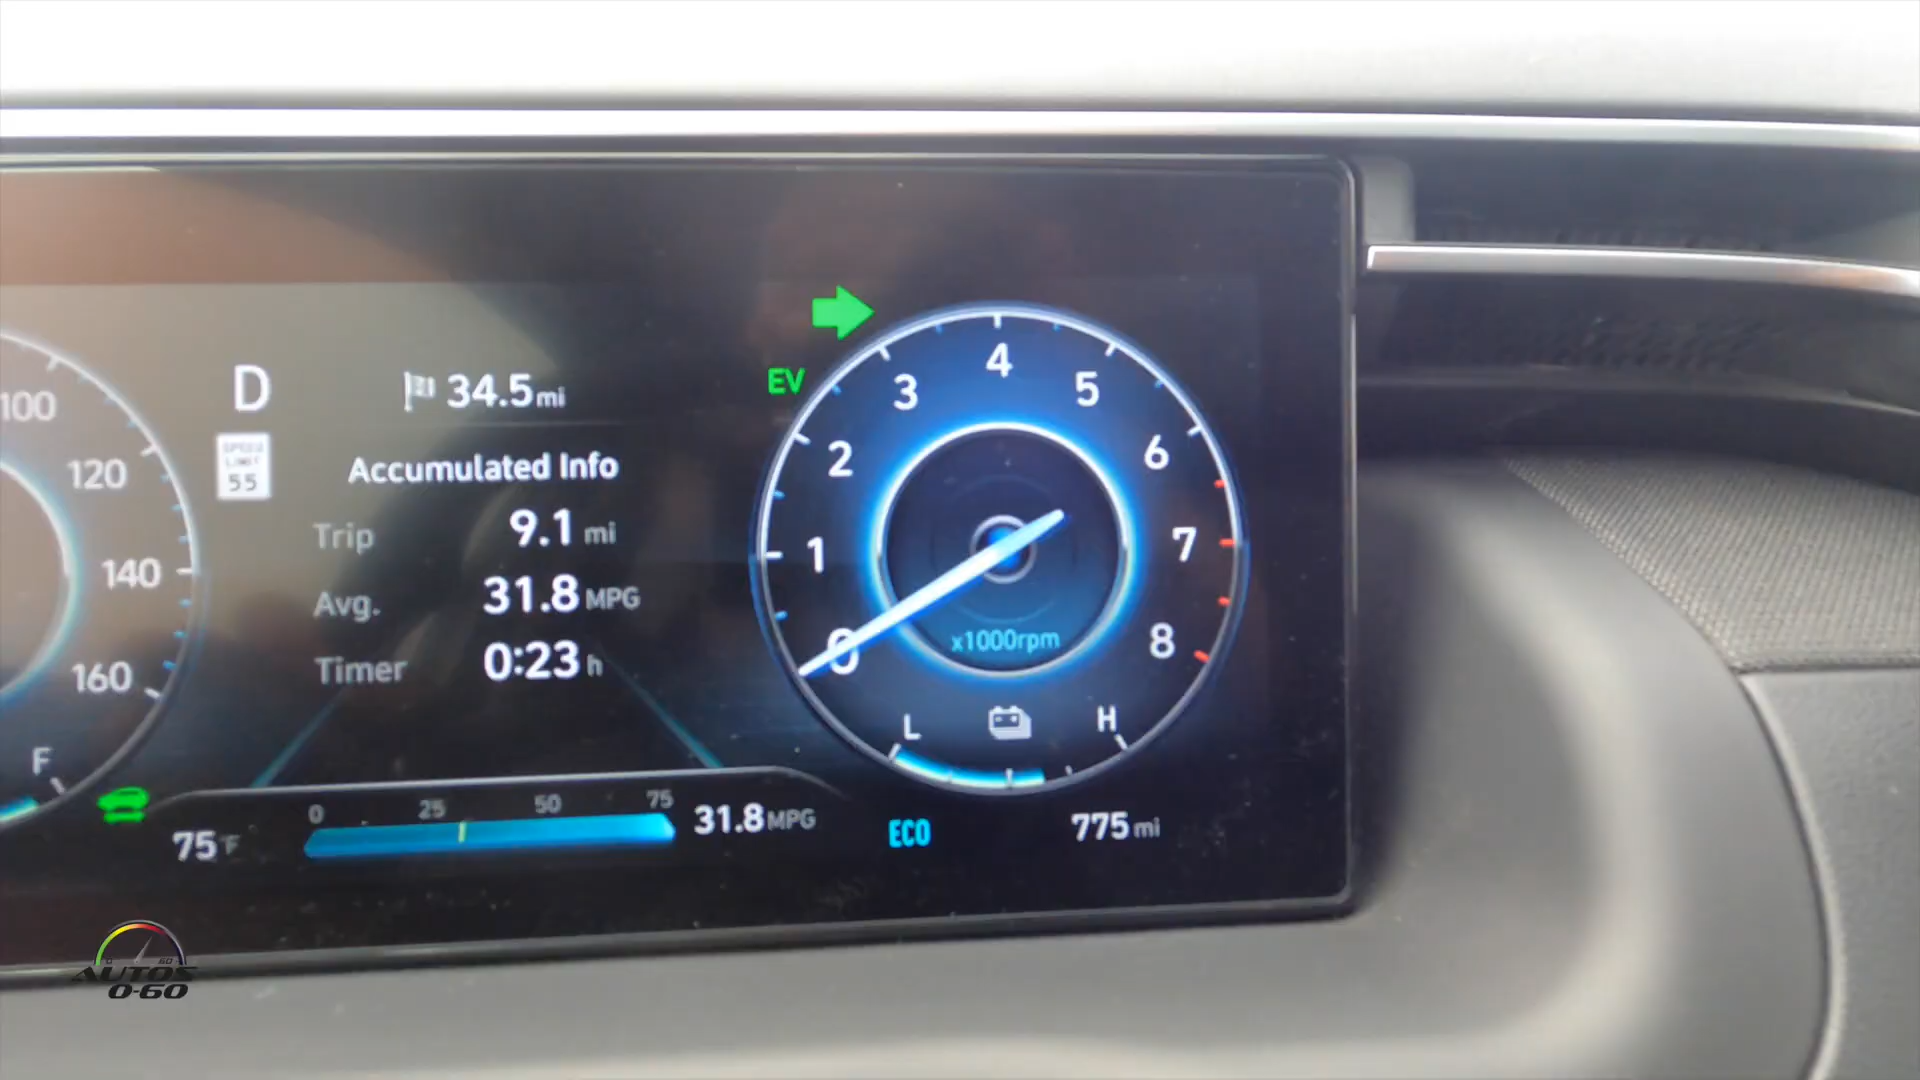 100
120
140
160
F
D
SPEED
LIMIT
55
34.5 mi
Accumulated Info
Trip 9.1 mi
Avg. 31.8 MPG
Timer 0:23 h
0 25 50 75
75°F
31.8 MPG
EV
0
1
2
3
4
5
6
7
8
x1000rpm
L H
ECO
775 mi
AUTOS
0-60